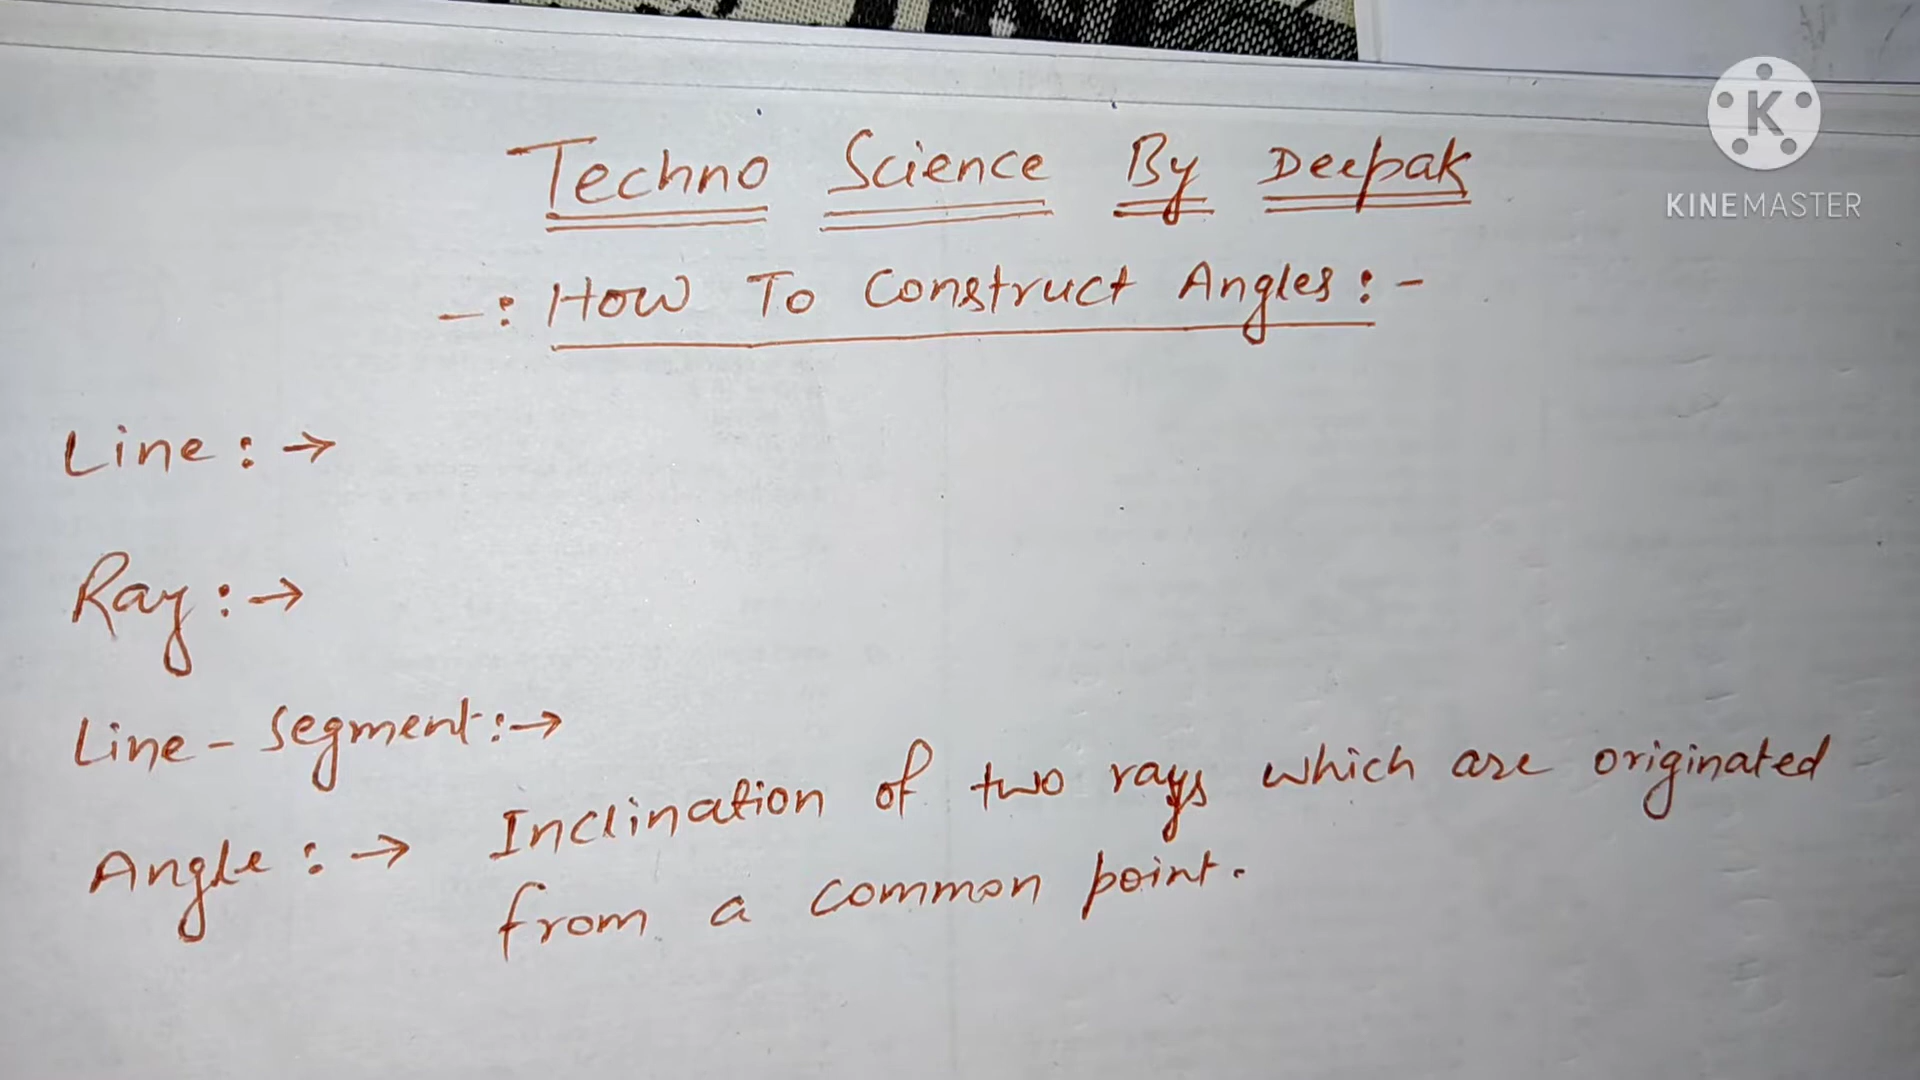 Techno Science By Deepak
K
KINEMASTER
-: How To Construct Angles:-
Line:→
Ray:→
Line-segment:→
Angle:→ Inclination of two rays which are originated
from a common point.